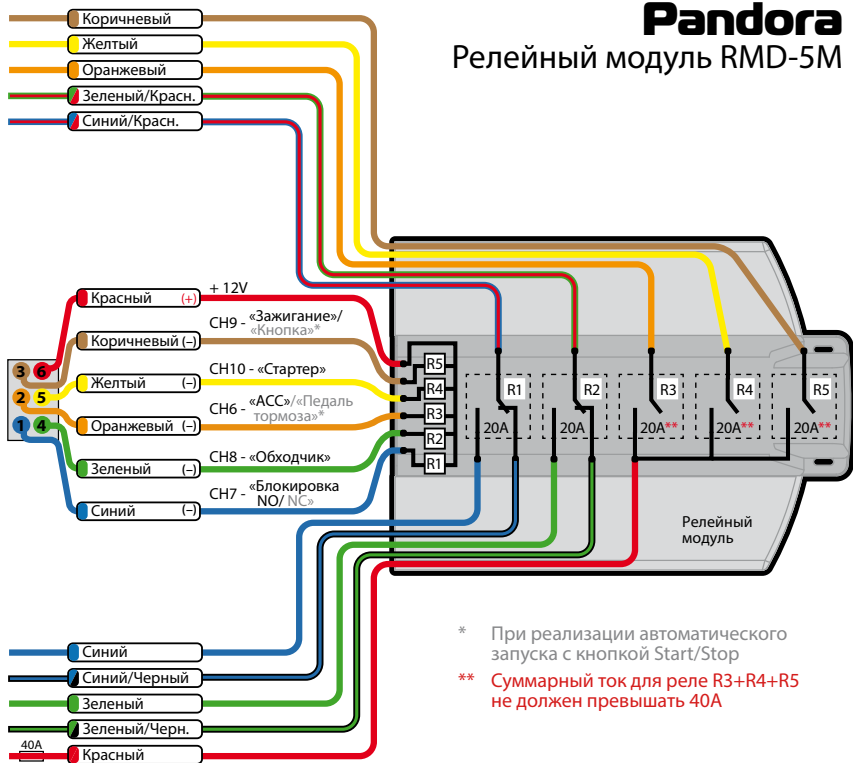 Pandora
Релейный модуль RMD-5M
Коричневый
Желтый
Оранжевый
Зеленый/Красн.
Синий/Красн.
Красный (+)
+ 12V
Коричневый (–)
CH9 - «Зажигание»/
«Кнопка»*
Желтый (–)
CH10 - «Стартер»
Оранжевый (–)
CH6 - «ACC»/«Педаль
тормоза»*
Зеленый (–)
CH8 - «Обходчик»
Синий (–)
CH7 - «Блокировка
NO/ NC»
3 6
2 5
1 4
R5
R4
R3
R2
R1
R1 R2 R3 R4 R5
20A 20A 20A** 20A** 20A**
Релейный
модуль
Синий
Синий/Черный
Зеленый
Зеленый/Черн.
40A
Красный
* При реализации автоматического
запуска с кнопкой Start/Stop
** Суммарный ток для реле R3+R4+R5
не должен превышать 40А